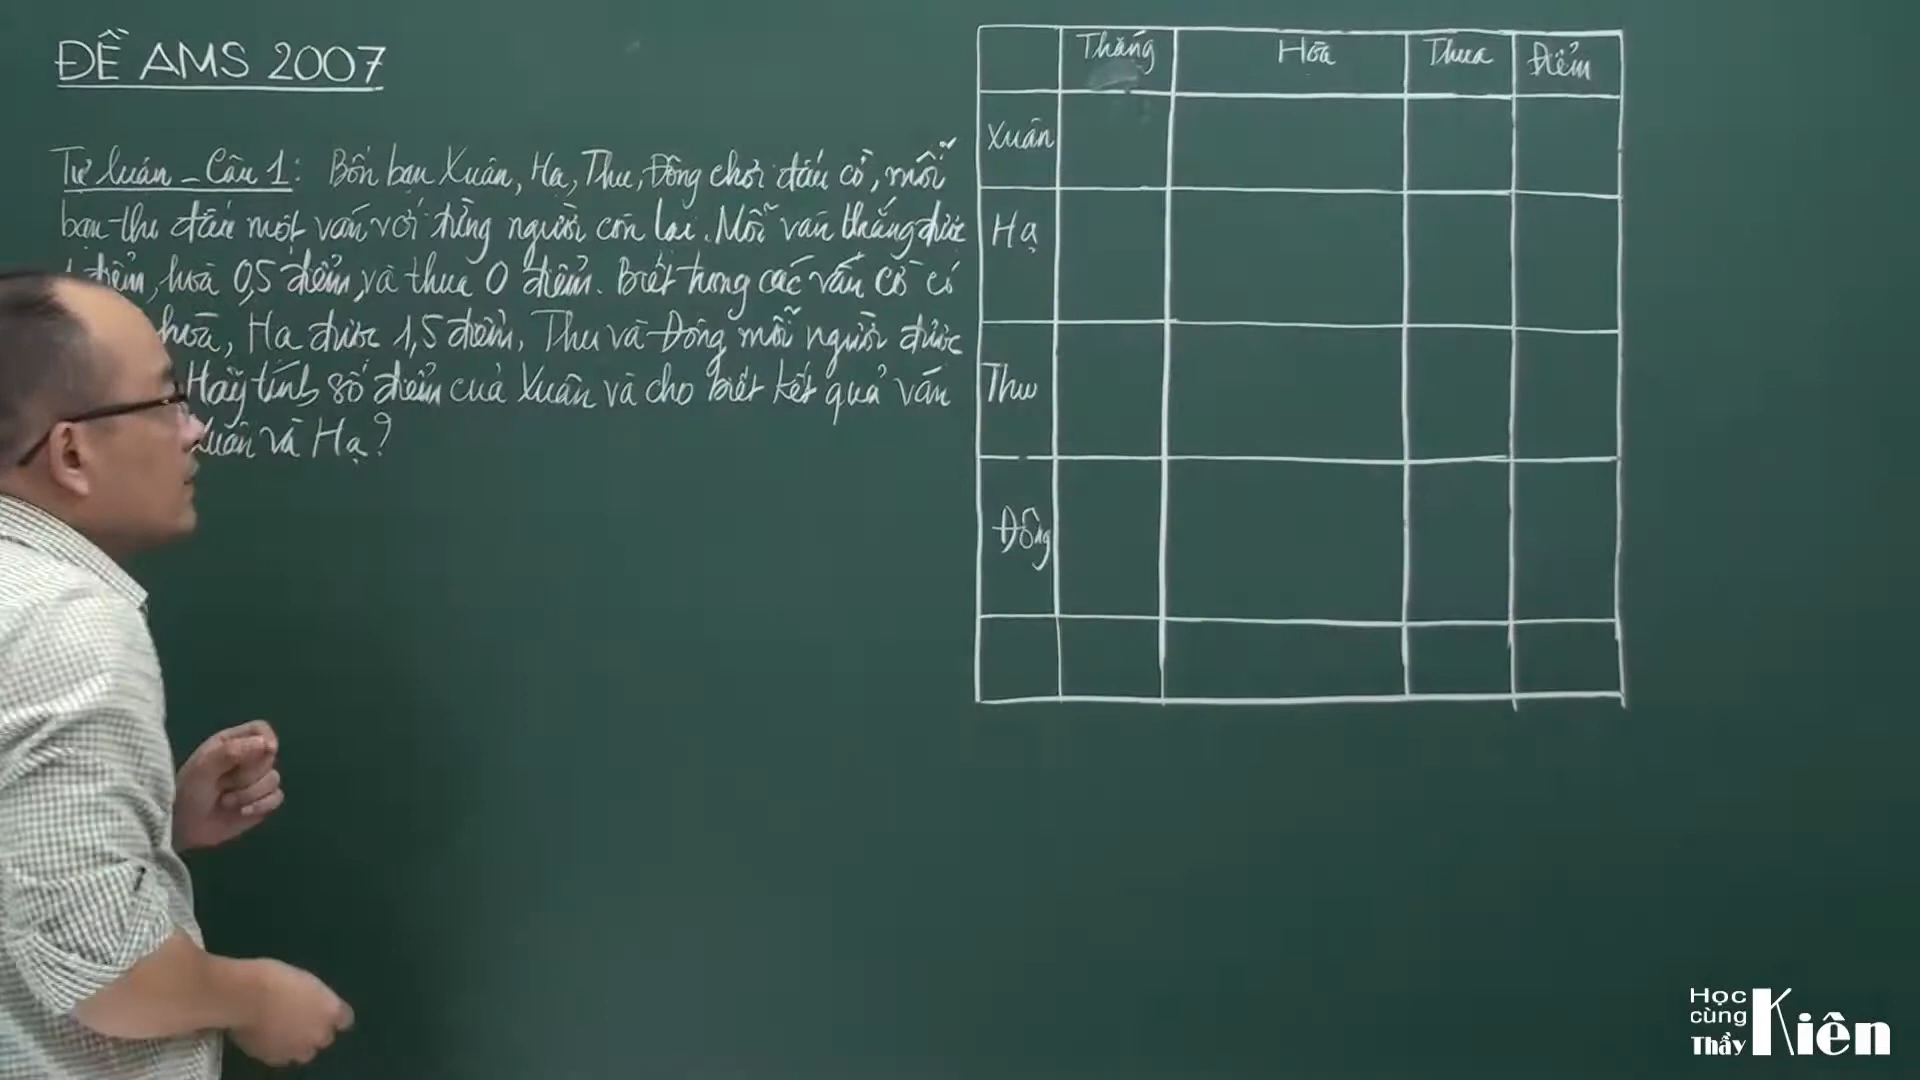 ĐỀ AMS 2007
Tự luận - Câu 1: Bốn bạn Xuân, Hạ, Thu, Đông chơi đấu cờ, mỗi
bạn thi đấu một ván với từng người còn lại. Mỗi ván thắng được
điểm, hoà 0,5 điểm, và thua 0 điểm. Biết trong các ván cờ có
hoà, Hạ được 1,5 điểm, Thu và Đông mỗi người được
Hãy tính số điểm của Xuân và cho biết kết quả ván
Xuân và Hạ?
Thắng Hòa Thua Điểm
Xuân
Hạ
Thu
Đông
Học
cùng
Thầy Kiên